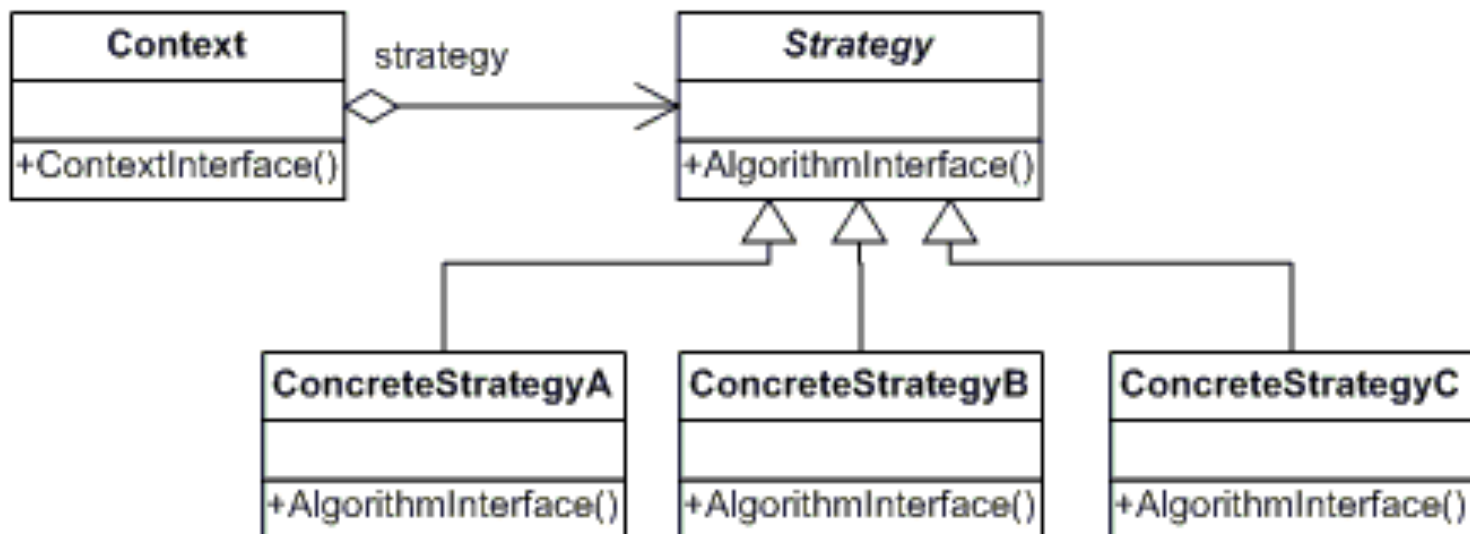 Context
strategy
Strategy
+ContextInterface()
+AlgorithmInterface()
ConcreteStrategyA
ConcreteStrategyB
ConcreteStrategyC
+AlgorithmInterface()
+AlgorithmInterface()
+AlgorithmInterface()